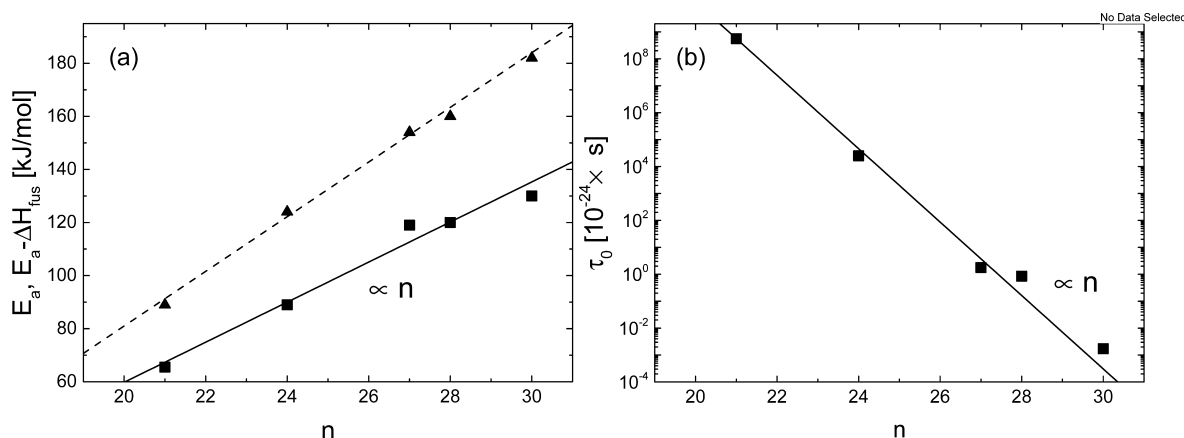 No Data Selected
(a)
(b)
E_a, E_a-ΔH_fus [kJ/mol]
180
160
140
120
100
80
60
20 22 24 26 28 30
n
∝ n
τ_0 [10^-24 × s]
10^8
10^6
10^4
10^2
10^0
10^-2
10^-4
20 22 24 26 28 30
n
∝ n